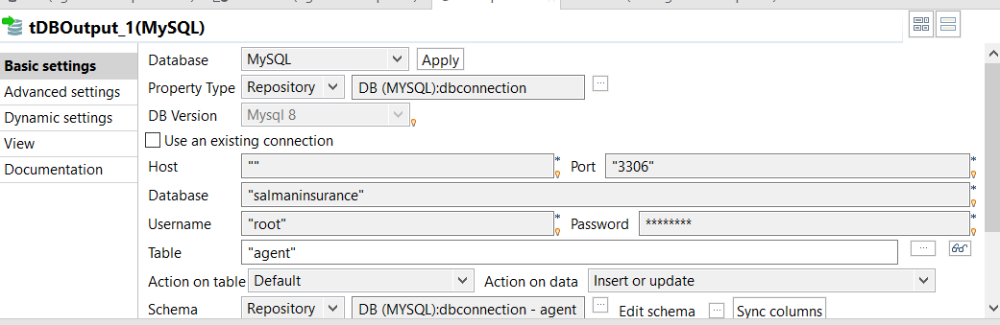 tDBOutput_1(MySQL)
Basic settings
Advanced settings
Dynamic settings
View
Documentation
Database MySQL Apply
Property Type Repository DB (MYSQL):dbconnection ...
DB Version Mysql 8
Use an existing connection
Host "" * Port "3306" *
Database "salmaninsurance" *
Username "root" * Password ******** *
Table "agent" ...
Action on table Default Action on data Insert or update
Schema Repository DB (MYSQL):dbconnection - agent ... Edit schema ... Sync columns